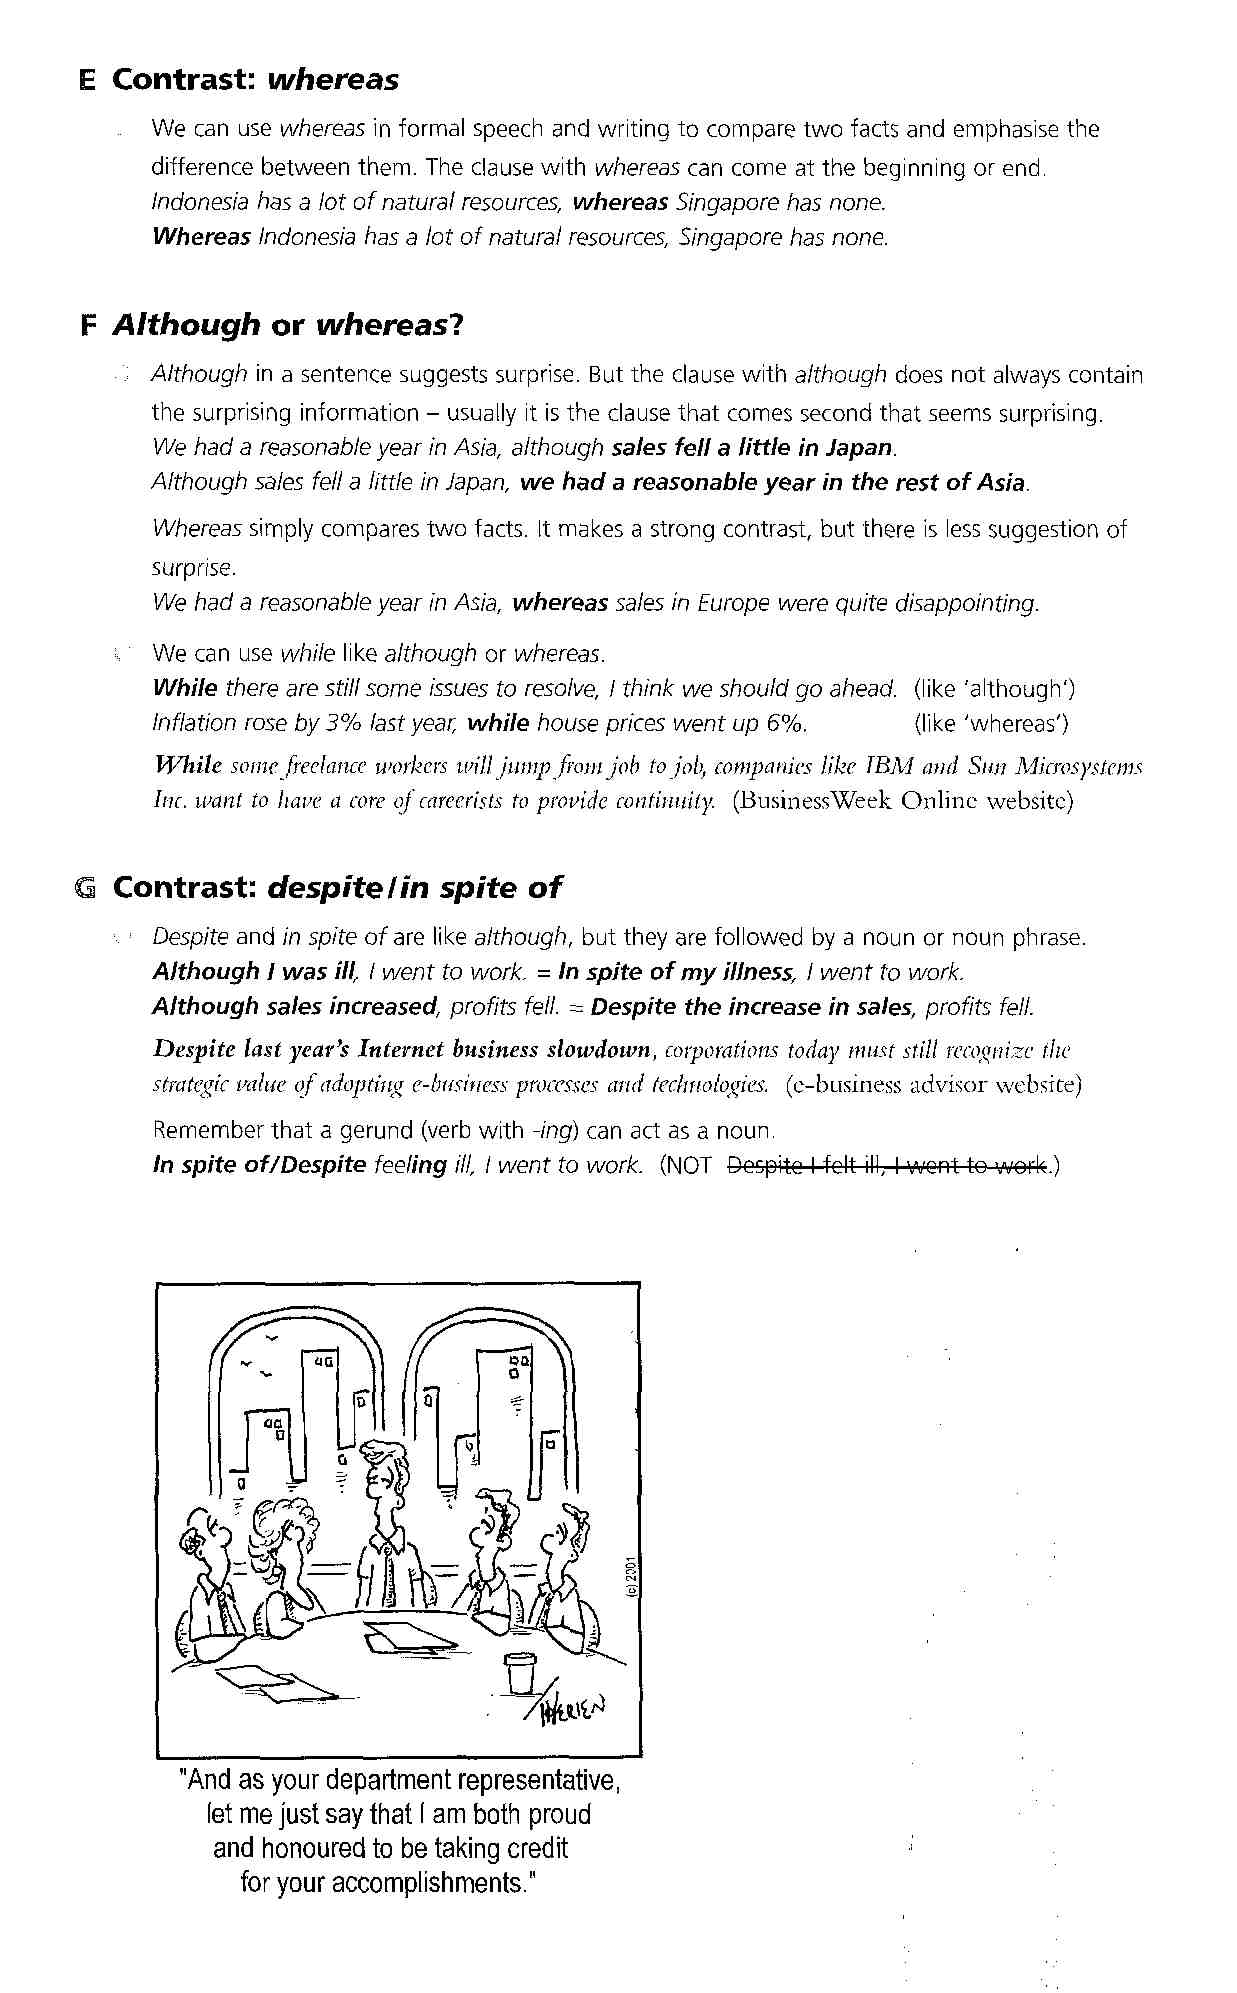 E Contrast: whereas
We can use whereas in formal speech and writing to compare two facts and emphasise the
difference between them. The clause with whereas can come at the beginning or end.
Indonesia has a lot of natural resources, whereas Singapore has none.
Whereas Indonesia has a lot of natural resources, Singapore has none.
F Although or whereas?
Although in a sentence suggests surprise. But the clause with although does not always contain
the surprising information – usually it is the clause that comes second that seems surprising.
We had a reasonable year in Asia, although sales fell a little in Japan.
Although sales fell a little in Japan, we had a reasonable year in the rest of Asia.
Whereas simply compares two facts. It makes a strong contrast, but there is less suggestion of
surprise.
We had a reasonable year in Asia, whereas sales in Europe were quite disappointing.
We can use while like although or whereas.
While there are still some issues to resolve, I think we should go ahead. (like 'although')
Inflation rose by 3% last year, while house prices went up 6%. (like 'whereas')
While some freelance workers will jump from job to job, companies like IBM and Sun Microsystems
Inc. want to have a core of careerists to provide continuity. (BusinessWeek Online website)
G Contrast: despite/in spite of
Despite and in spite of are like although, but they are followed by a noun or noun phrase.
Although I was ill, I went to work. = In spite of my illness, I went to work.
Although sales increased, profits fell. = Despite the increase in sales, profits fell.
Despite last year's Internet business slowdown, corporations today must still recognize the
strategic value of adopting e-business processes and technologies. (e-business advisor website)
Remember that a gerund (verb with -ing) can act as a noun.
In spite of/Despite feeling ill, I went to work. (NOT Despite I felt ill, I went to work.)
(c) 2001
"And as your department representative,
let me just say that I am both proud
and honoured to be taking credit
for your accomplishments."